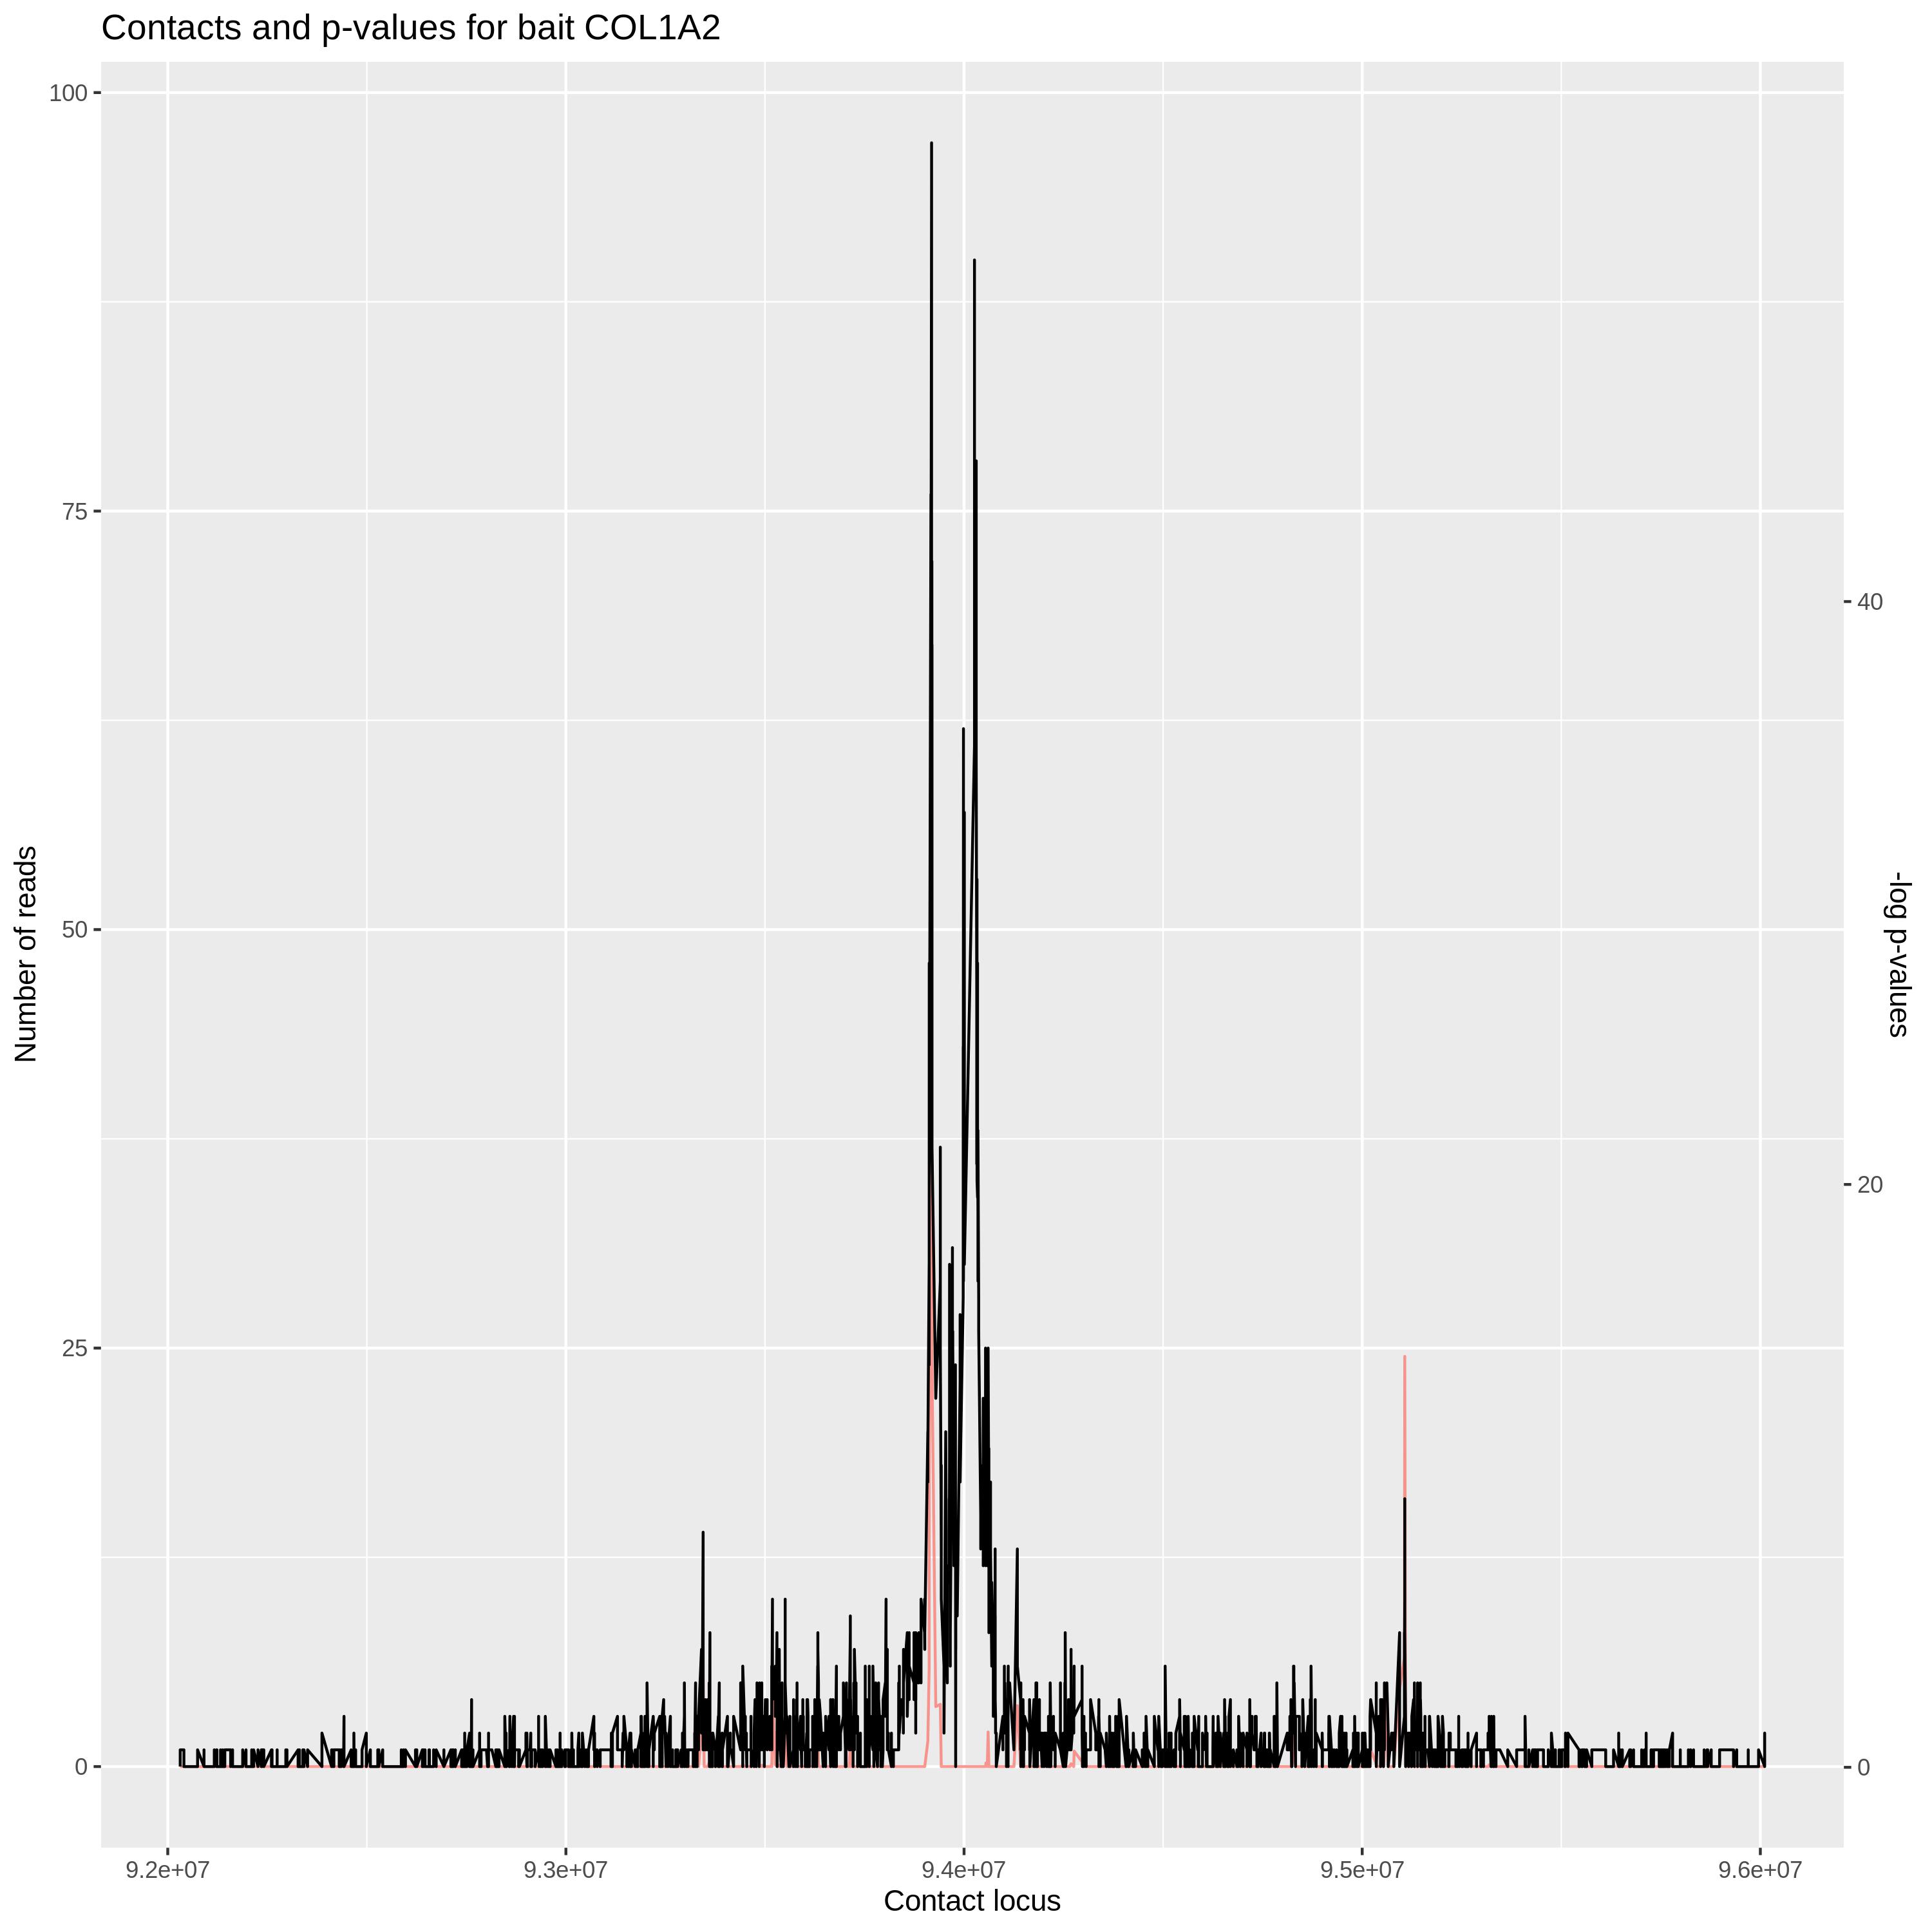 Contacts and p-values for bait COL1A2
100
75
50
25
0
Number of reads
40
20
0
-log p-values
9.2e+07
9.3e+07
9.4e+07
9.5e+07
9.6e+07
Contact locus